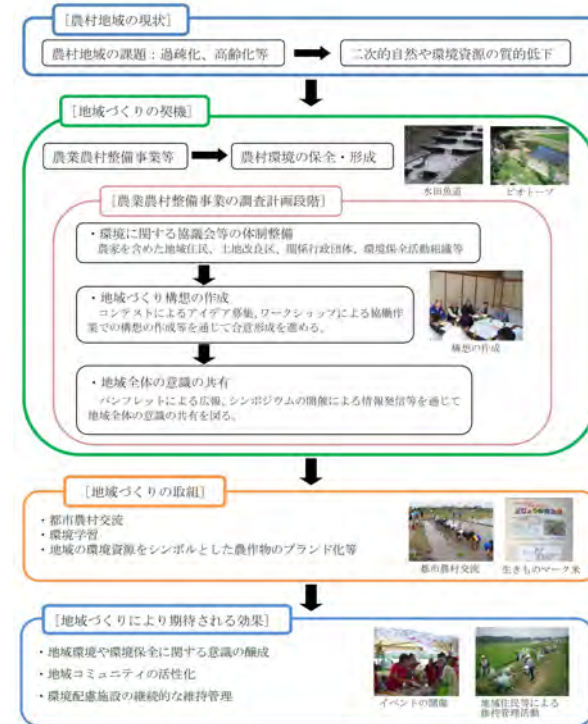 [農村地域の現状]
農村地域の課題：過疎化、高齢化等
二次的自然や環境資源の質的低下
[地域づくりの契機]
農業農村整備事業等
農村環境の保全・形成
水田魚道
ビオトープ
[農業農村整備事業の調査計画段階]
・環境に関する協議会等の体制整備
農家を含めた地域住民、土地改良区、関係行政団体、環境保全活動組織等
・地域づくり構想の作成
コンテストによるアイデア募集、ワークショップによる協働作
業での構想の作成等を通じて合意形成を進める。
構想の作成
・地域全体の意識の共有
パンフレットによる広報、シンポジウムの開催による情報発信等を通じて
地域全体の意識の共有を図る。
[地域づくりの取組]
・都市農村交流
・環境学習
・地域の環境資源をシンボルとした農作物のブランド化等
都市農村交流
生きものマーク米
[地域づくりにより期待される効果]
・地域環境や環境保全に関する意識の醸成
・地域コミュニティの活性化
・環境配慮施設の継続的な維持管理
イベントの開催
地域住民等による
維持管理活動